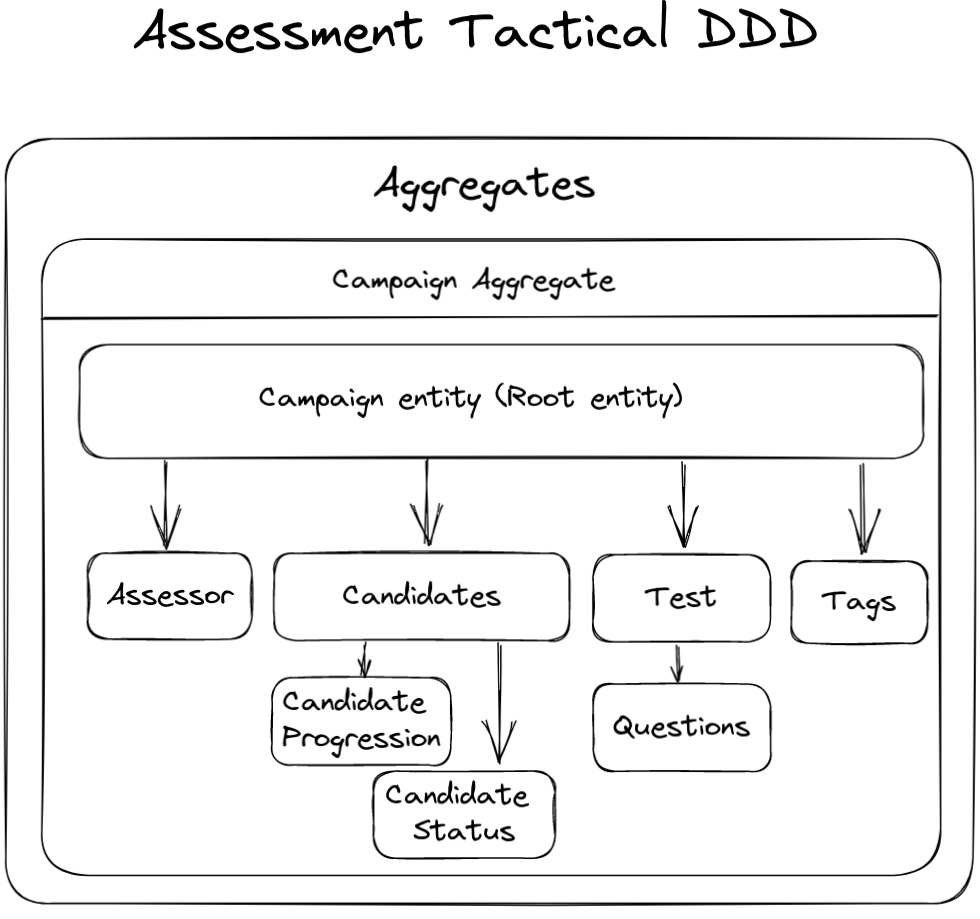 Assessment Tactical DDD
Aggregates
Campaign Aggregate
Campaign entity (Root entity)
Assessor
Candidates
Test
Tags
Candidate
Progression
Questions
Candidate
Status